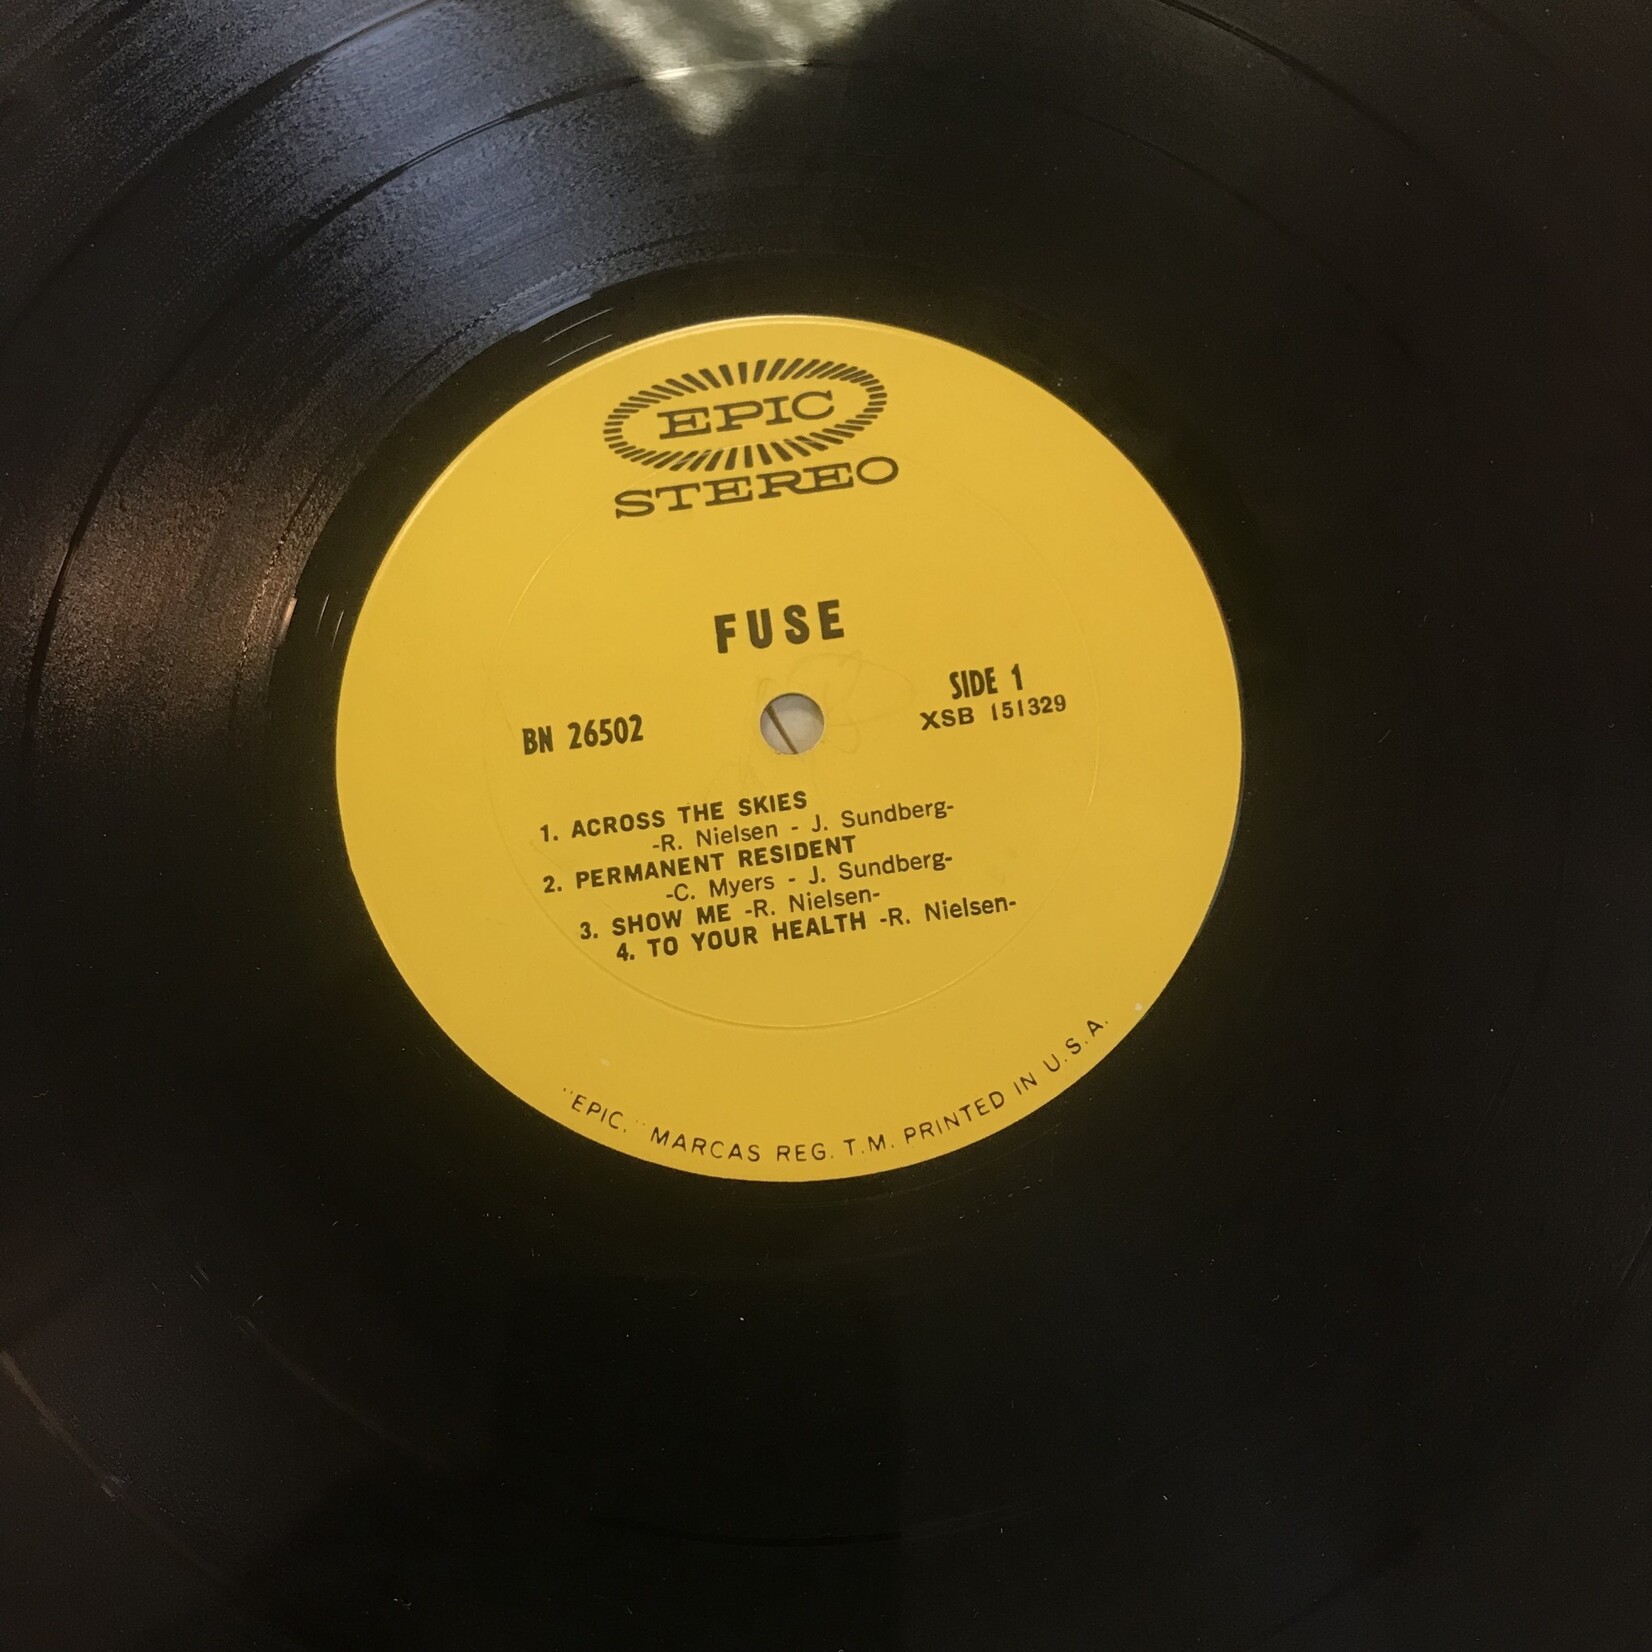 EPIC
STEREO
FUSE
SIDE 1
BN 26502
XSB 151329
1. ACROSS THE SKIES
-R. Nielsen - J. Sundberg-
2. PERMANENT RESIDENT
-C. Myers - J. Sundberg-
3. SHOW ME -R. Nielsen-
4. TO YOUR HEALTH -R. Nielsen-
"EPIC," MARCAS REG. T.M. PRINTED IN U.S.A.